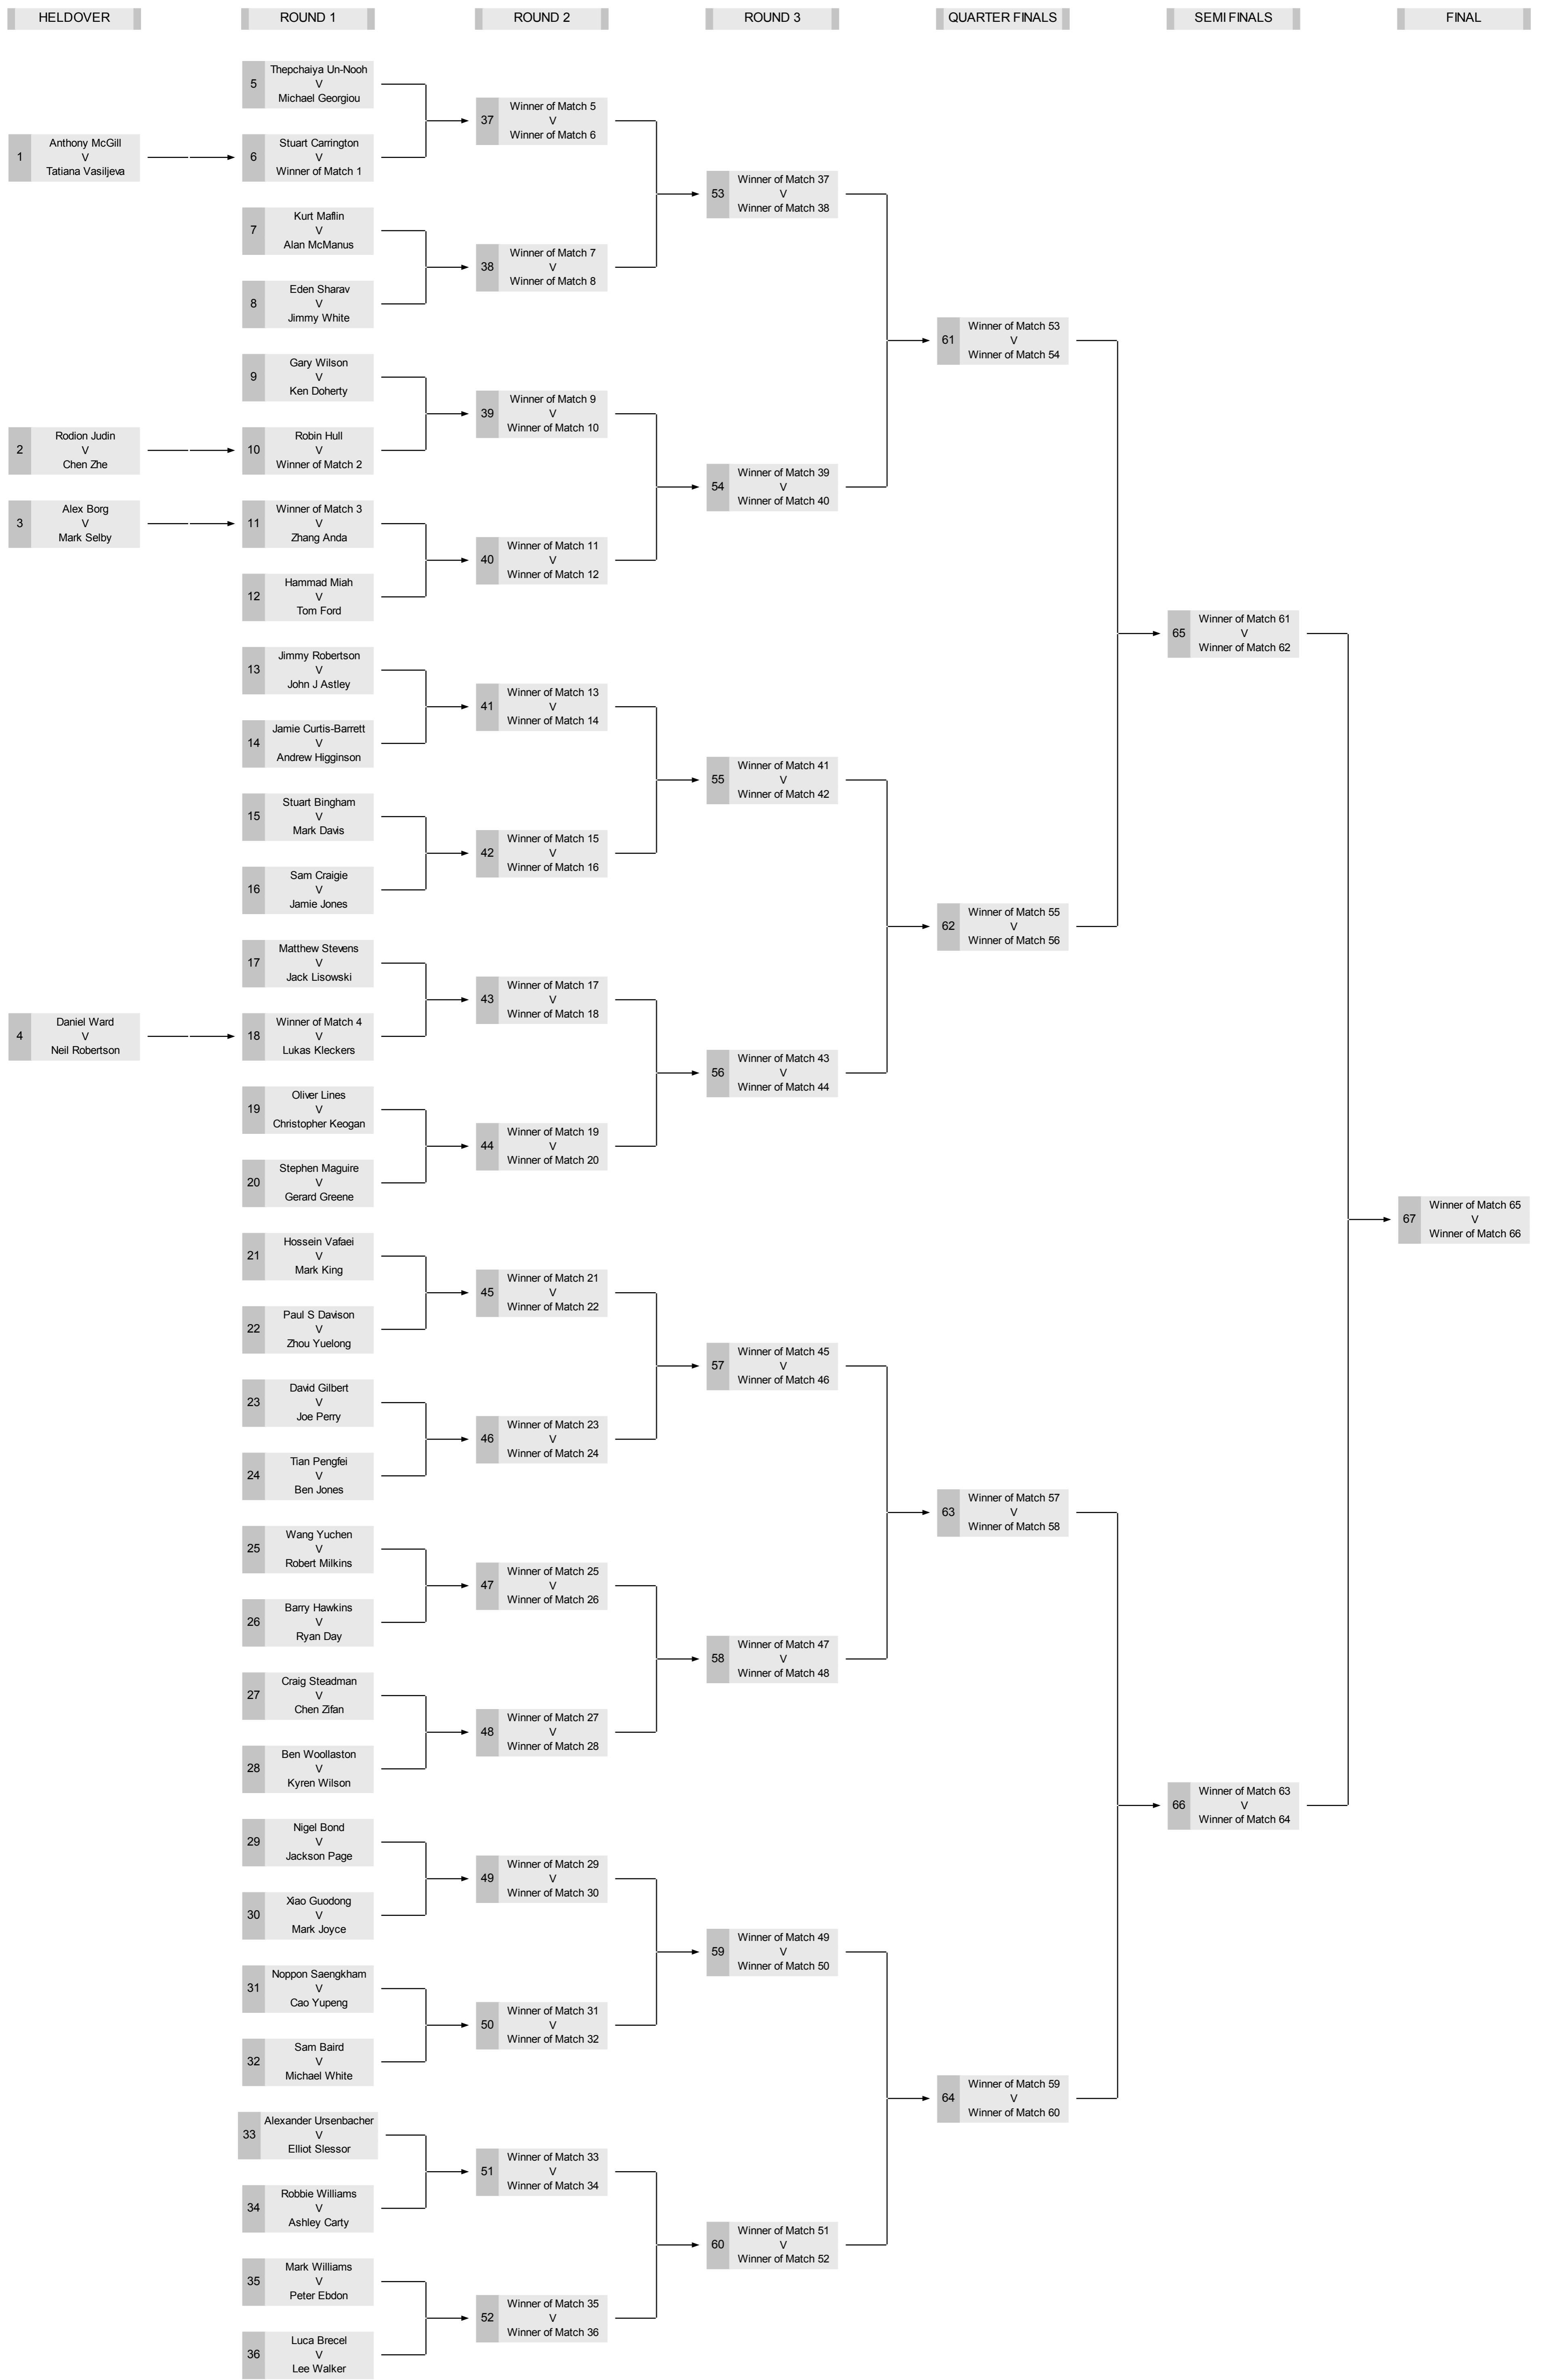 HELDOVER
ROUND 1
ROUND 2
ROUND 3
QUARTER FINALS
SEMI FINALS
FINAL
1
Anthony McGill
V
Tatiana Vasiljeva
2
Rodion Judin
V
Chen Zhe
3
Alex Borg
V
Mark Selby
4
Daniel Ward
V
Neil Robertson
5
Thepchaiya Un-Nooh
V
Michael Georgiou
6
Stuart Carrington
V
Winner of Match 1
7
Kurt Maflin
V
Alan McManus
8
Eden Sharav
V
Jimmy White
9
Gary Wilson
V
Ken Doherty
10
Robin Hull
V
Winner of Match 2
11
Winner of Match 3
V
Zhang Anda
12
Hammad Miah
V
Tom Ford
13
Jimmy Robertson
V
John J Astley
14
Jamie Curtis-Barrett
V
Andrew Higginson
15
Stuart Bingham
V
Mark Davis
16
Sam Craigie
V
Jamie Jones
17
Matthew Stevens
V
Jack Lisowski
18
Winner of Match 4
V
Lukas Kleckers
19
Oliver Lines
V
Christopher Keogan
20
Stephen Maguire
V
Gerard Greene
21
Hossein Vafaei
V
Mark King
22
Paul S Davison
V
Zhou Yuelong
23
David Gilbert
V
Joe Perry
24
Tian Pengfei
V
Ben Jones
25
Wang Yuchen
V
Robert Milkins
26
Barry Hawkins
V
Ryan Day
27
Craig Steadman
V
Chen Zifan
28
Ben Woollaston
V
Kyren Wilson
29
Nigel Bond
V
Jackson Page
30
Xiao Guodong
V
Mark Joyce
31
Noppon Saengkham
V
Cao Yupeng
32
Sam Baird
V
Michael White
33
Alexander Ursenbacher
V
Elliot Slessor
34
Robbie Williams
V
Ashley Carty
35
Mark Williams
V
Peter Ebdon
36
Luca Brecel
V
Lee Walker
37
Winner of Match 5
V
Winner of Match 6
38
Winner of Match 7
V
Winner of Match 8
39
Winner of Match 9
V
Winner of Match 10
40
Winner of Match 11
V
Winner of Match 12
41
Winner of Match 13
V
Winner of Match 14
42
Winner of Match 15
V
Winner of Match 16
43
Winner of Match 17
V
Winner of Match 18
44
Winner of Match 19
V
Winner of Match 20
45
Winner of Match 21
V
Winner of Match 22
46
Winner of Match 23
V
Winner of Match 24
47
Winner of Match 25
V
Winner of Match 26
48
Winner of Match 27
V
Winner of Match 28
49
Winner of Match 29
V
Winner of Match 30
50
Winner of Match 31
V
Winner of Match 32
51
Winner of Match 33
V
Winner of Match 34
52
Winner of Match 35
V
Winner of Match 36
53
Winner of Match 37
V
Winner of Match 38
54
Winner of Match 39
V
Winner of Match 40
55
Winner of Match 41
V
Winner of Match 42
56
Winner of Match 43
V
Winner of Match 44
57
Winner of Match 45
V
Winner of Match 46
58
Winner of Match 47
V
Winner of Match 48
59
Winner of Match 49
V
Winner of Match 50
60
Winner of Match 51
V
Winner of Match 52
61
Winner of Match 53
V
Winner of Match 54
62
Winner of Match 55
V
Winner of Match 56
63
Winner of Match 57
V
Winner of Match 58
64
Winner of Match 59
V
Winner of Match 60
65
Winner of Match 61
V
Winner of Match 62
66
Winner of Match 63
V
Winner of Match 64
67
Winner of Match 65
V
Winner of Match 66